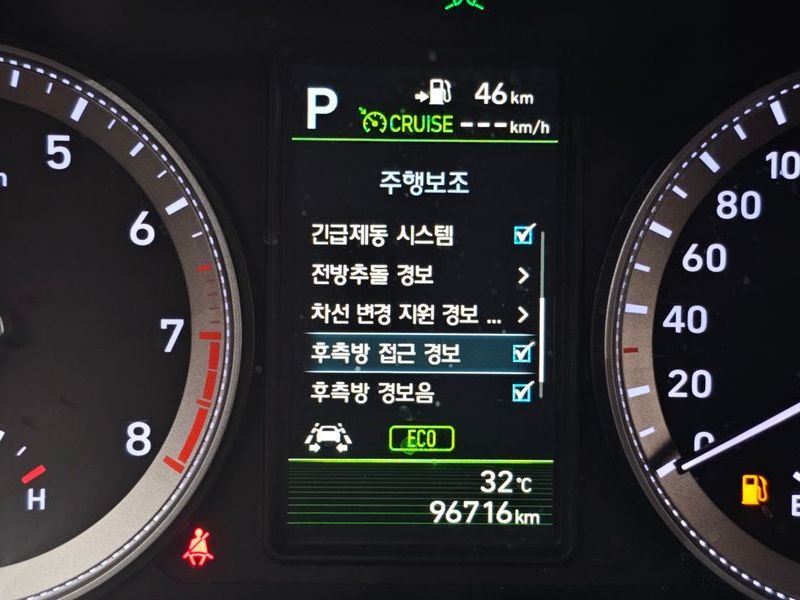 P
46 km
CRUISE ---km/h
주행보조
긴급제동 시스템
전방추돌 경보
차선 변경 지원 경보 ...
후측방 접근 경보
후측방 경보음
ECO
32°C
96716km
5
6
7
8
H
100
80
60
40
20
0
E